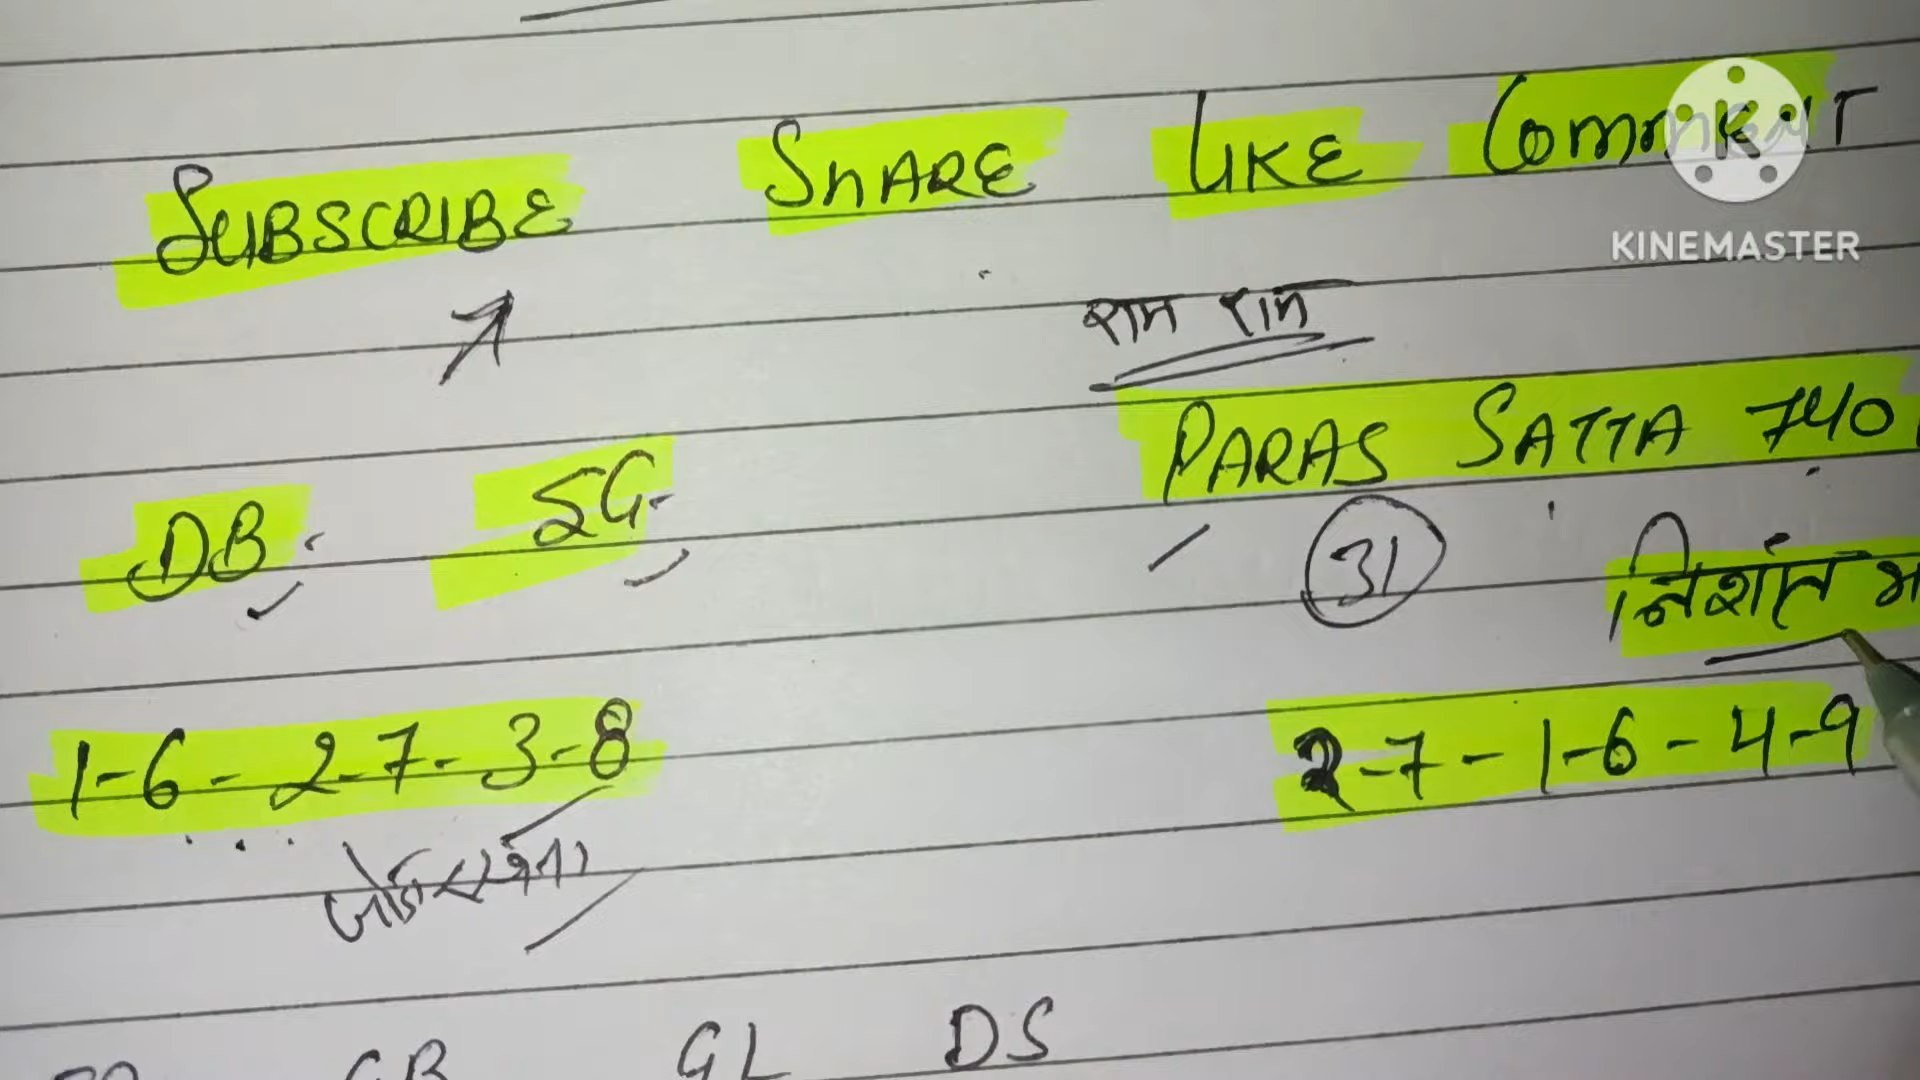 SUBSCRIBE SHARE LIKE COMMENT
KINEMASTER
राम राम
PARAS SATTA 740
DB. SG.
31
निशांत
1-6-2-7-3-8 2-7-1-6-4-9
GB GL DS